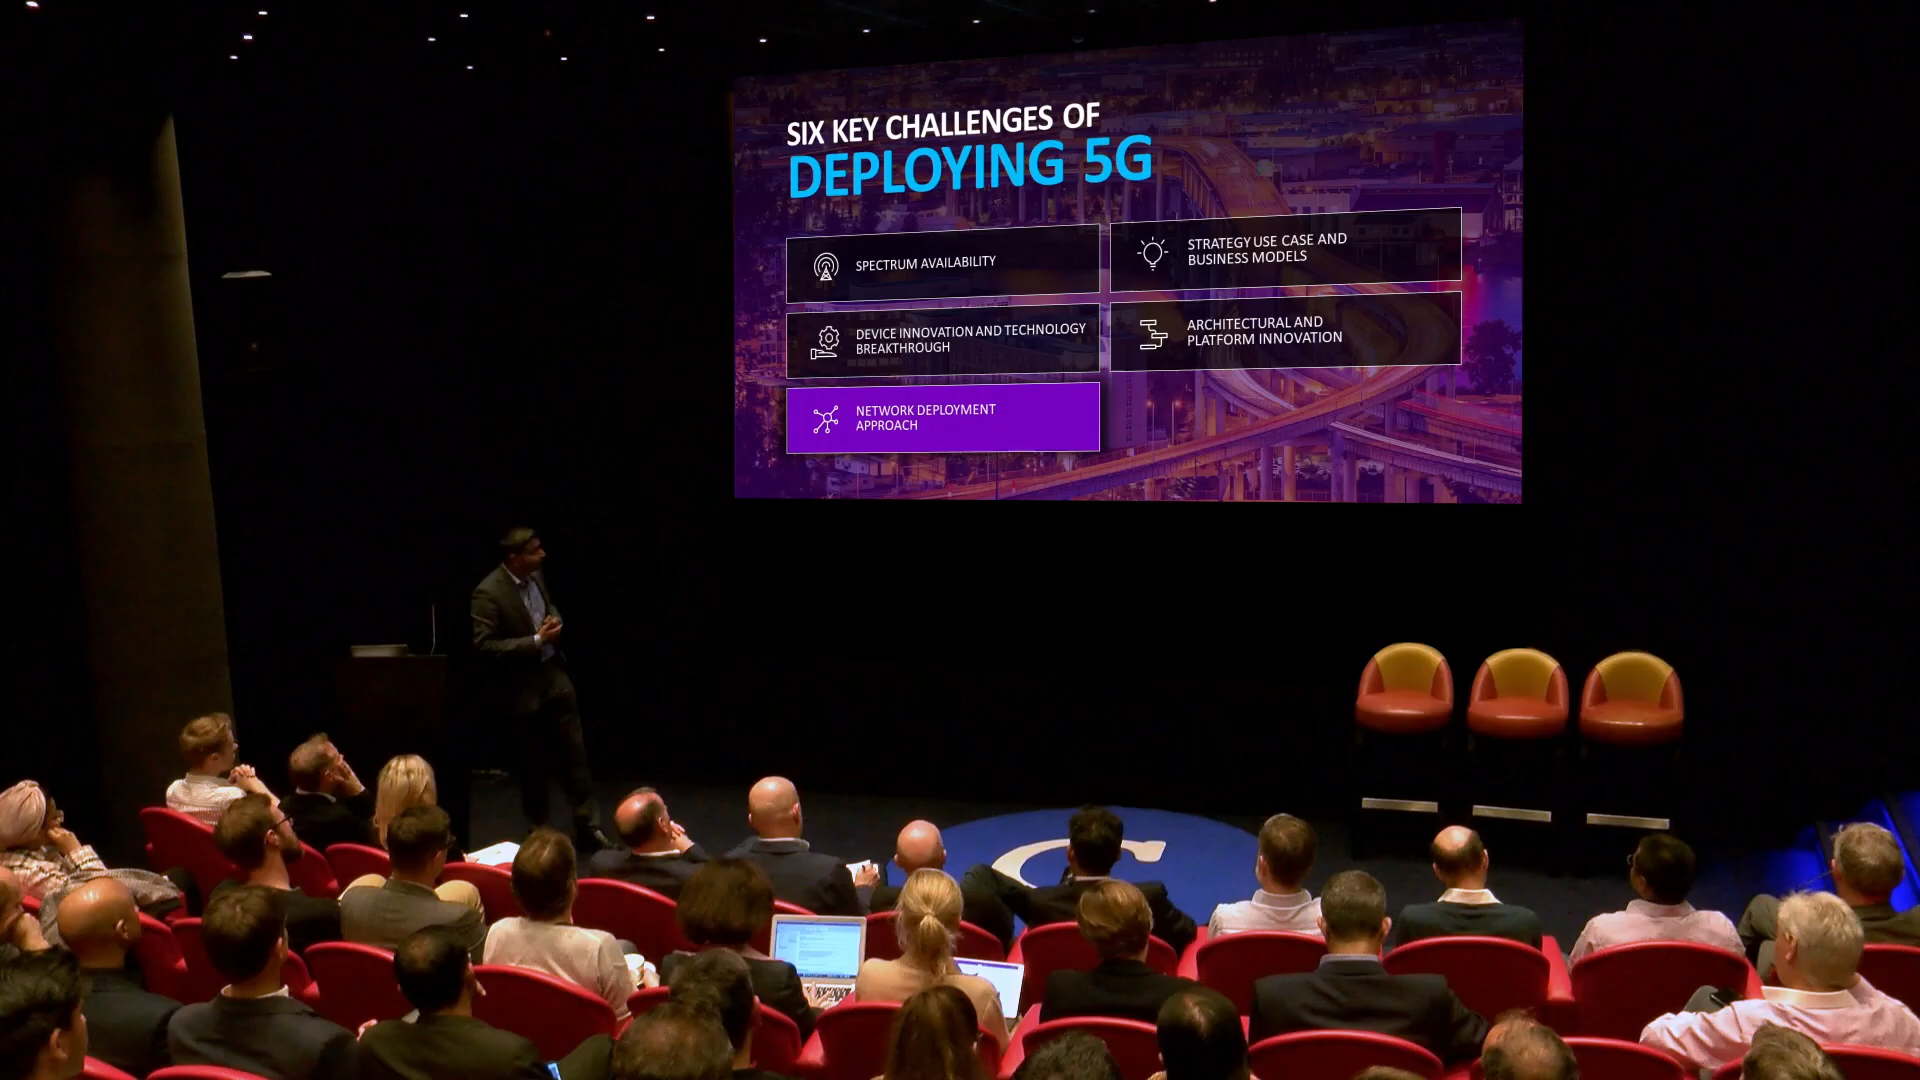 SIX KEY CHALLENGES OF
DEPLOYING 5G
SPECTRUM AVAILABILITY
STRATEGY USE CASE AND
BUSINESS MODELS
DEVICE INNOVATION AND TECHNOLOGY
BREAKTHROUGH
ARCHITECTURAL AND
PLATFORM INNOVATION
NETWORK DEPLOYMENT
APPROACH